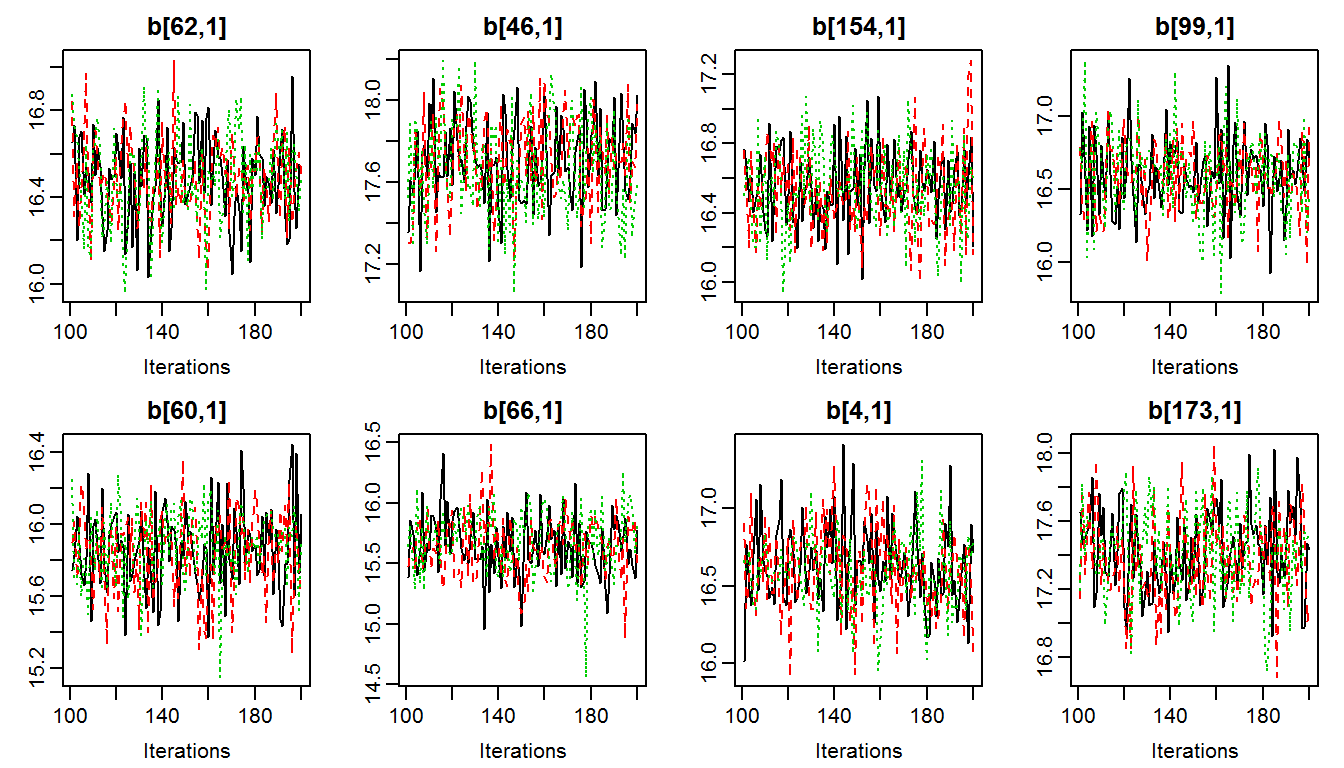 b[62,1] b[46,1] b[154,1] b[99,1]
16.0 16.4 16.8
17.2 17.6 18.0
16.0 16.4 16.8 17.2
16.0 16.5 17.0
100 140 180 100 140 180 100 140 180 100 140 180
Iterations Iterations Iterations Iterations
b[60,1] b[66,1] b[4,1] b[173,1]
15.2 15.6 16.0 16.4
14.5 15.0 15.5 16.0 16.5
16.0 16.5 17.0
16.8 17.2 17.6 18.0
100 140 180 100 140 180 100 140 180 100 140 180
Iterations Iterations Iterations Iterations